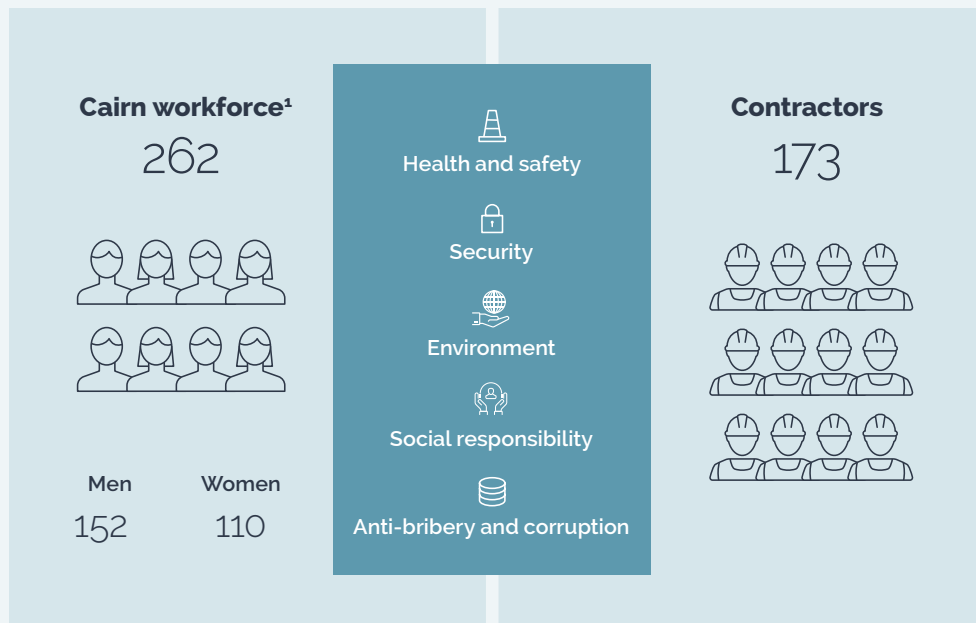 Cairn workforce¹
262
Men
Women
152
110
Health and safety
Security
Environment
Social responsibility
Anti-bribery and corruption
Contractors
173